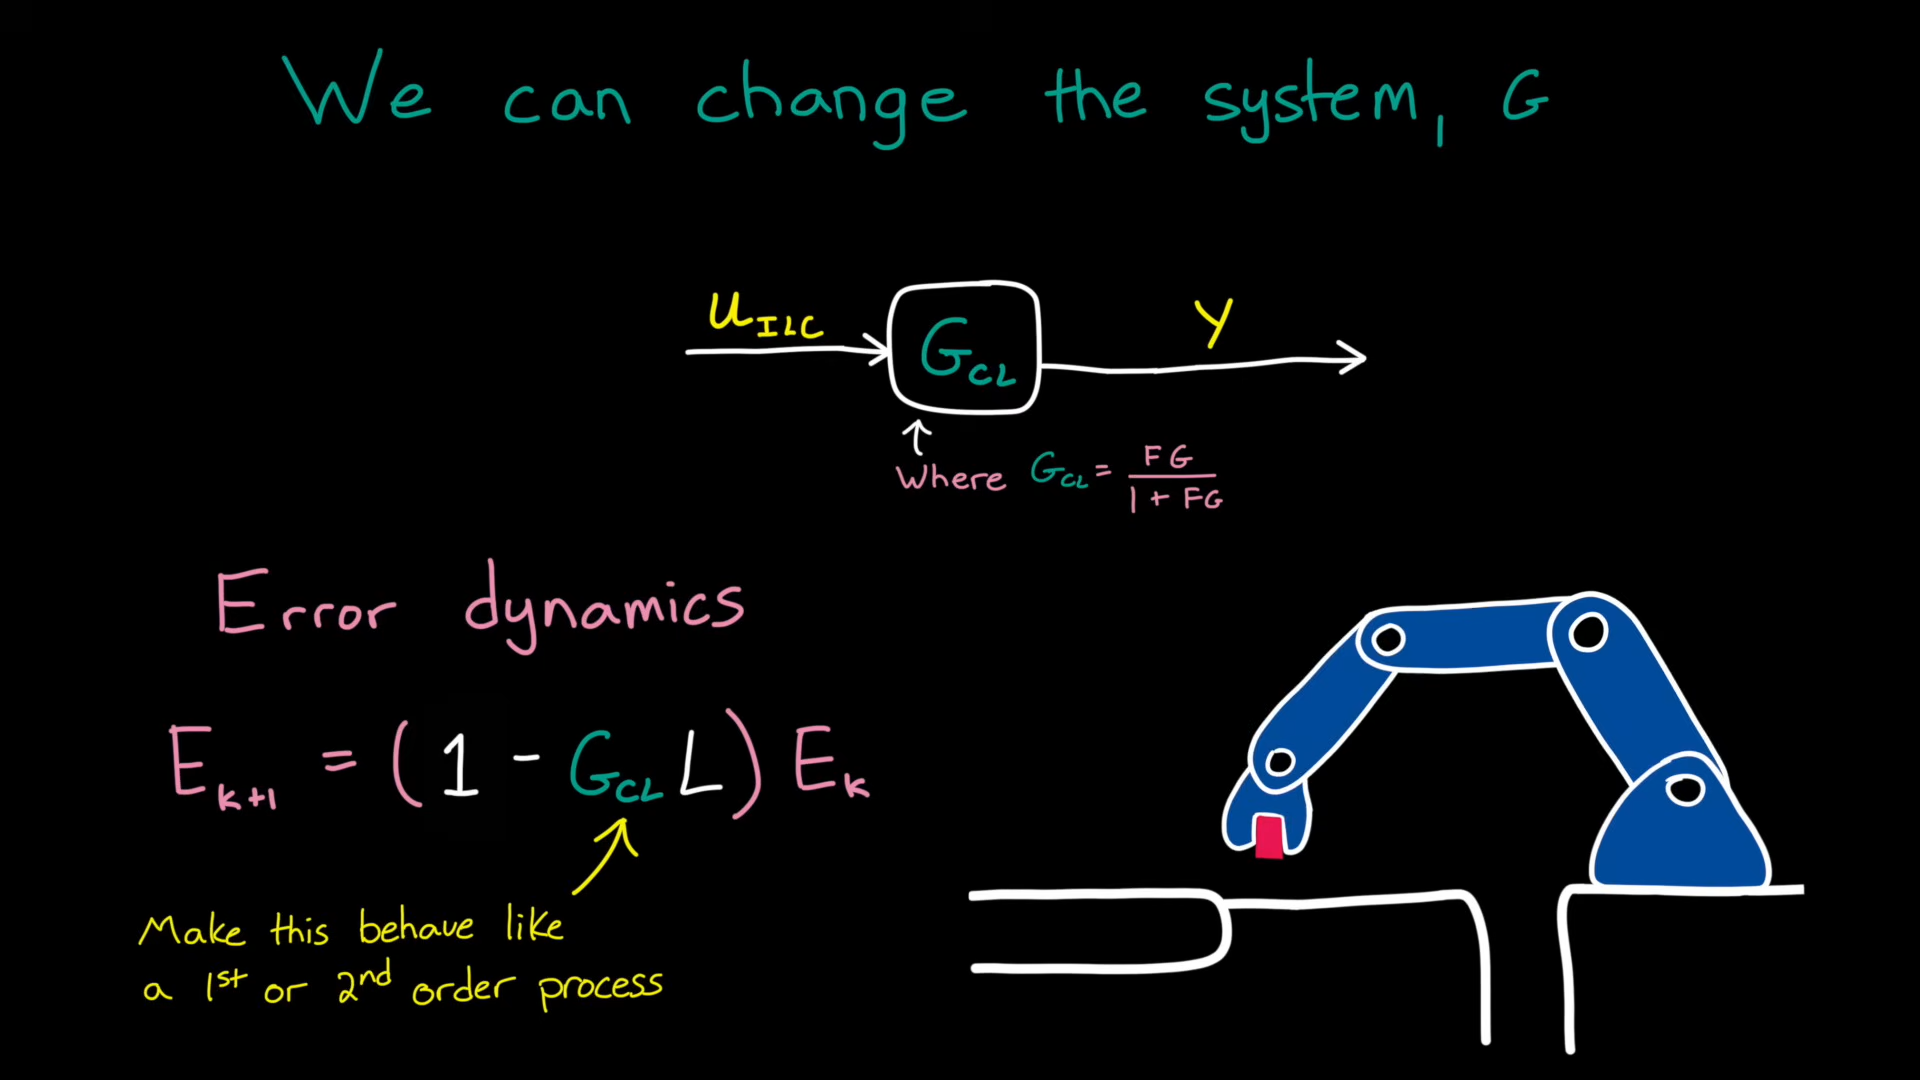 We can change the system, G
u_ILC
G_CL
y
Where G_CL = FG / 1 + FG
Error dynamics
E_k+1 = (1 - G_CL L) E_k
Make this behave like
a 1st or 2nd order process